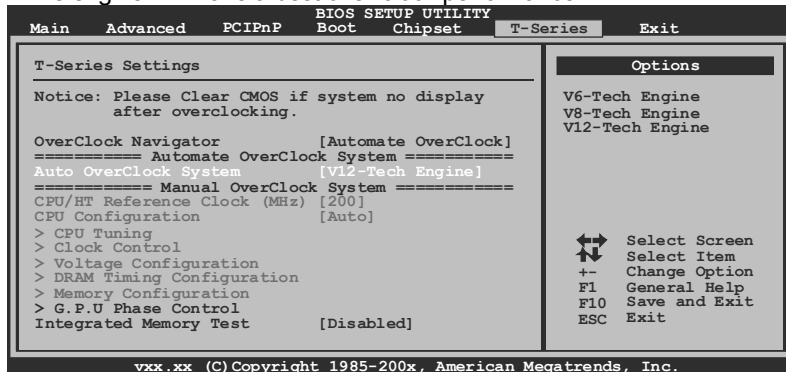 BIOS SETUP UTILITY
Main Advanced PCIPnP Boot Chipset T-Series Exit
T-Series Settings
Notice: Please Clear CMOS if system no display
after overclocking.
OverClock Navigator [Automate OverClock]
=========== Automate OverClock System ===========
Auto OverClock System [V12-Tech Engine]
============ Manual OverClock System ============
CPU/HT Reference Clock (MHz) [200]
CPU Configuration [Auto]
> CPU Tuning
> Clock Control
> Voltage Configuration
> DRAM Timing Configuration
> Memory Configuration
> G.P.U Phase Control
Integrated Memory Test [Disabled]
Options
V6-Tech Engine
V8-Tech Engine
V12-Tech Engine
Select Screen
Select Item
+- Change Option
F1 General Help
F10 Save and Exit
ESC Exit
vxx.xx (C)Copyright 1985-200x, American Megatrends, Inc.